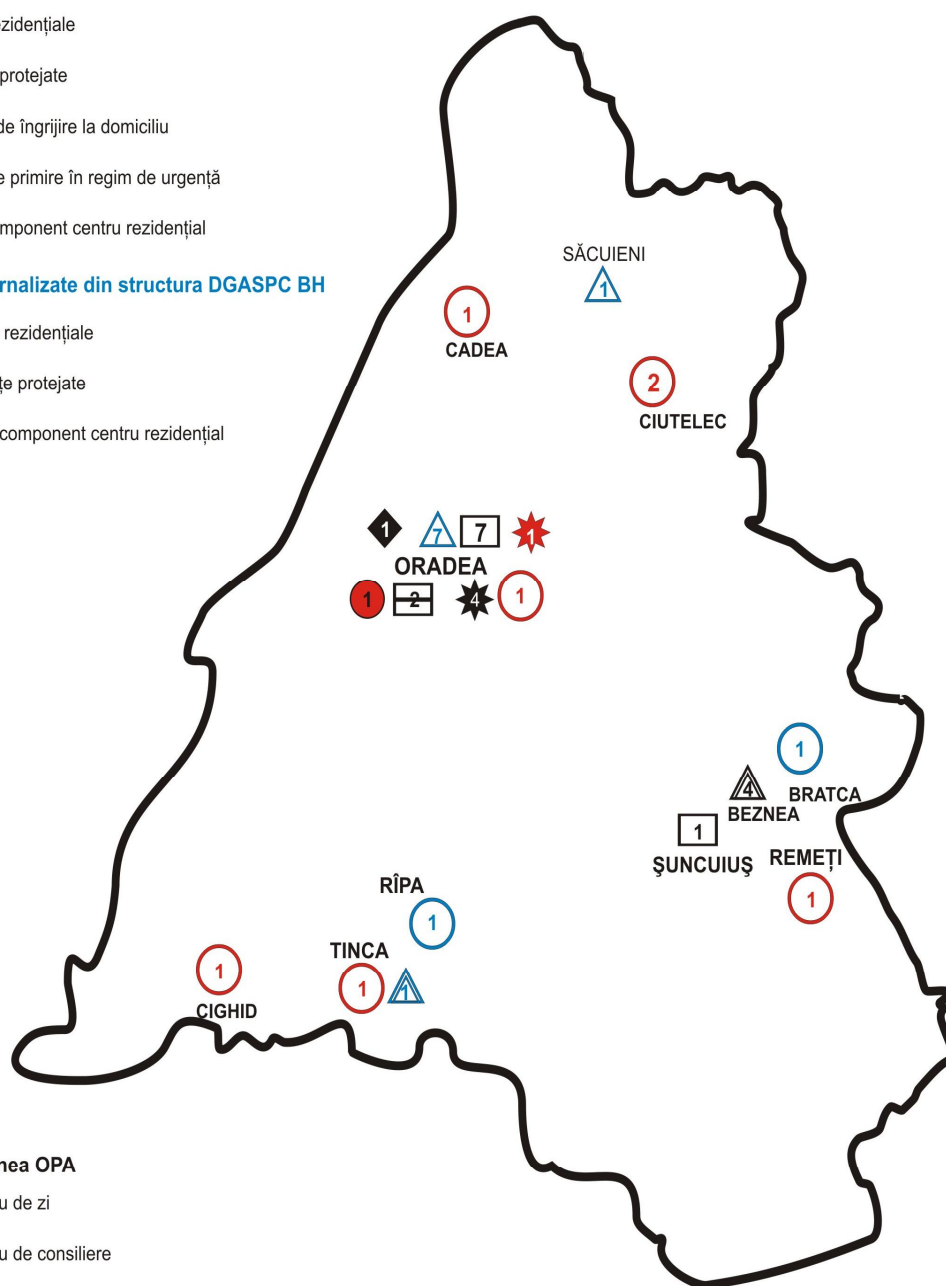 ezidențiale
protejate
de îngrijire la domiciliu
e primire în regim de urgență
mponent centru rezidențial
rnalizate din structura DGASPC BH
rezidențiale
țe protejate
component centru rezidențial
SĂCUIENI
1
1
CADEA
2
CIUTELEC
1 7 7 1
ORADEA
1 2 4 1
1
BRATCA
4
BEZNEA
1
ŞUNCUIUŞ
REMEȚI
1
RÎPA
1
TINCA
1 1
1
CIGHID
nea OPA
u de zi
u de consiliere